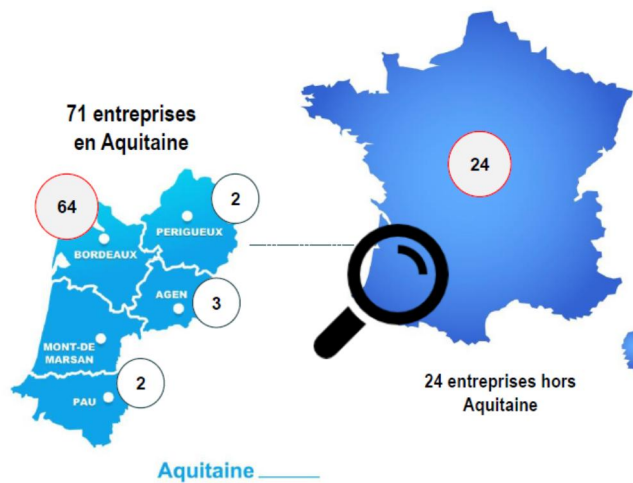 71 entreprises
en Aquitaine
64
2
PERIGUEUX
BORDEAUX
AGEN
3
MONT-DE
MARSAN
2
PAU
Aquitaine
24
24 entreprises hors
Aquitaine